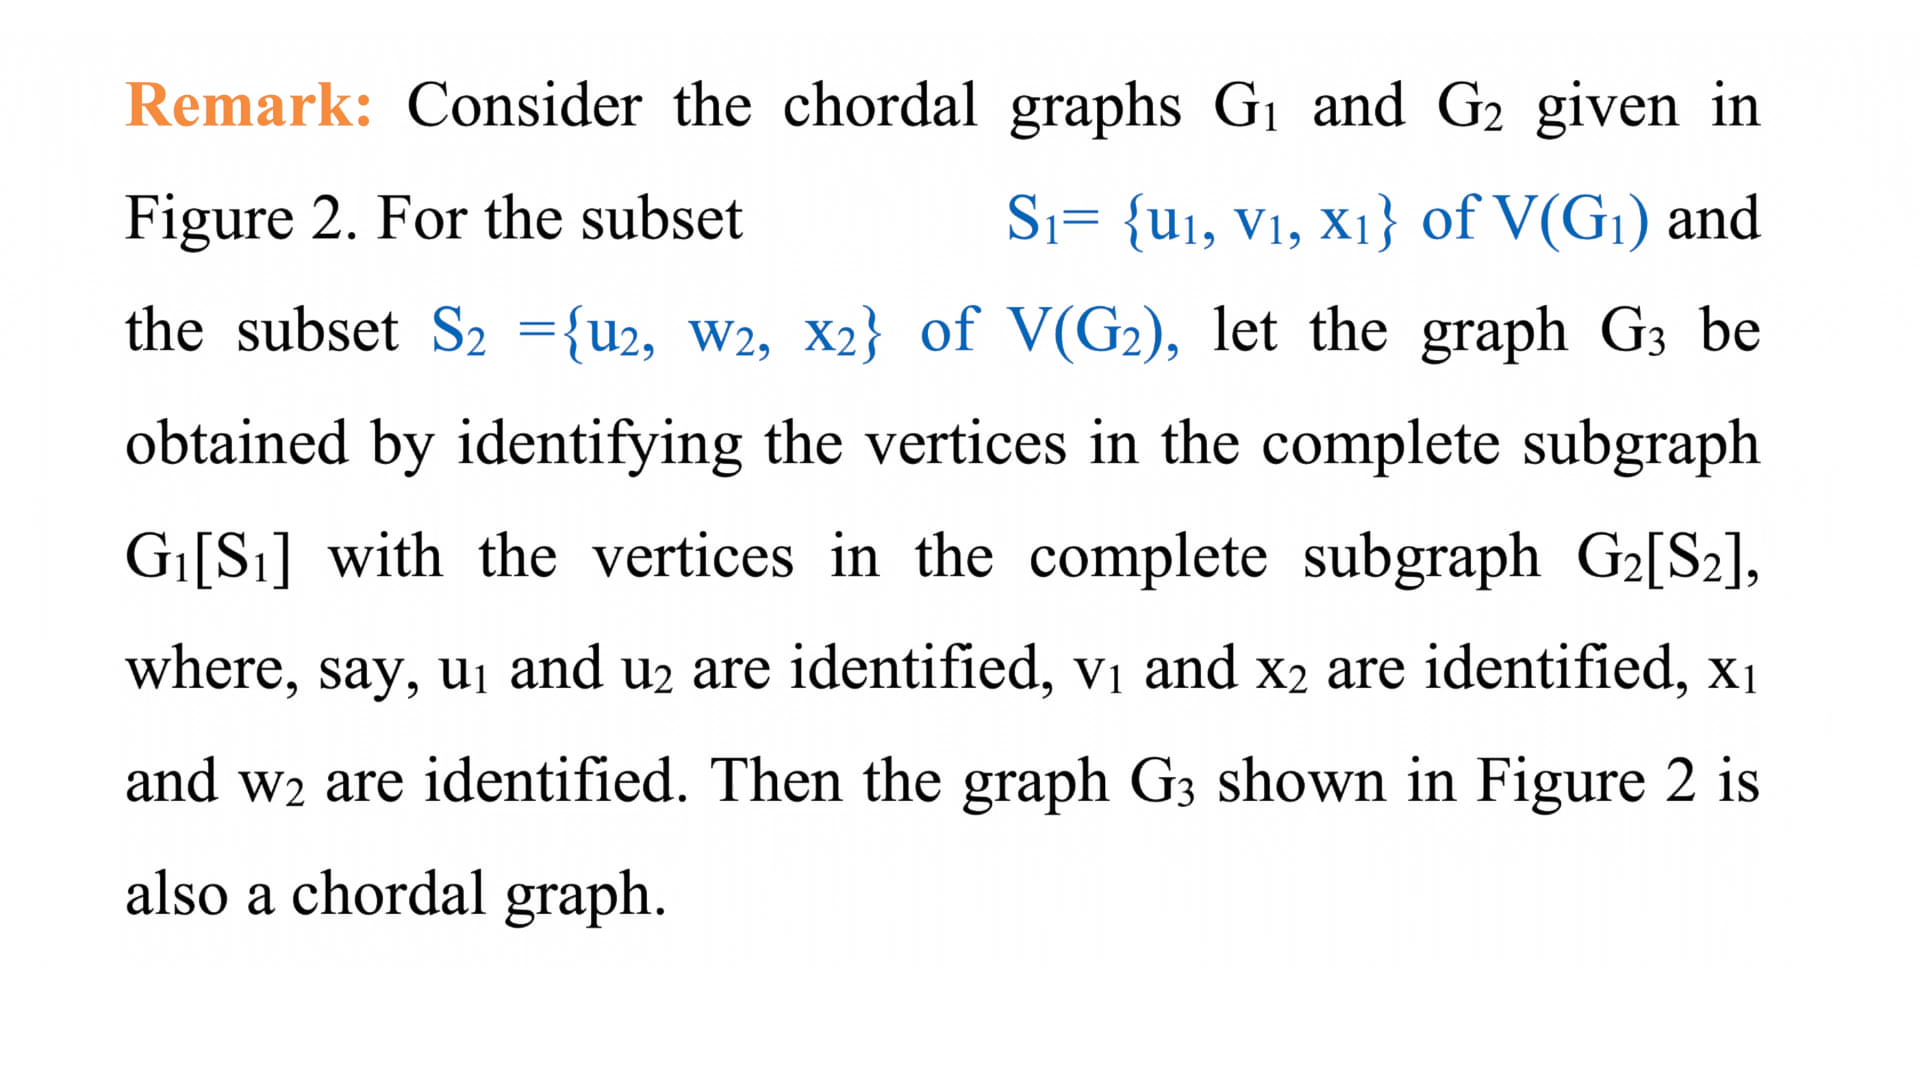 Remark: Consider the chordal graphs G₁ and G₂ given in
Figure 2. For the subset S₁= {u₁, v₁, x₁} of V(G₁) and
the subset S₂ ={u₂, w₂, x₂} of V(G₂), let the graph G₃ be
obtained by identifying the vertices in the complete subgraph
G₁[S₁] with the vertices in the complete subgraph G₂[S₂],
where, say, u₁ and u₂ are identified, v₁ and x₂ are identified, x₁
and w₂ are identified. Then the graph G₃ shown in Figure 2 is
also a chordal graph.